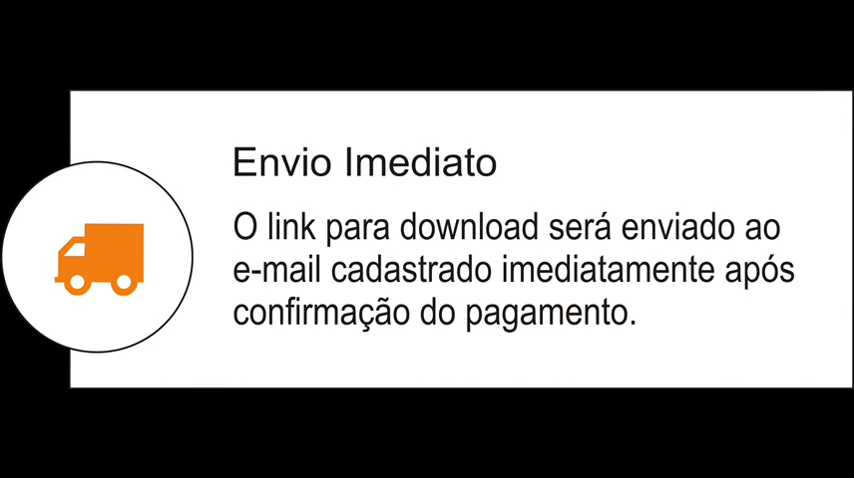 Envio Imediato
O link para download será enviado ao
e-mail cadastrado imediatamente após
confirmação do pagamento.